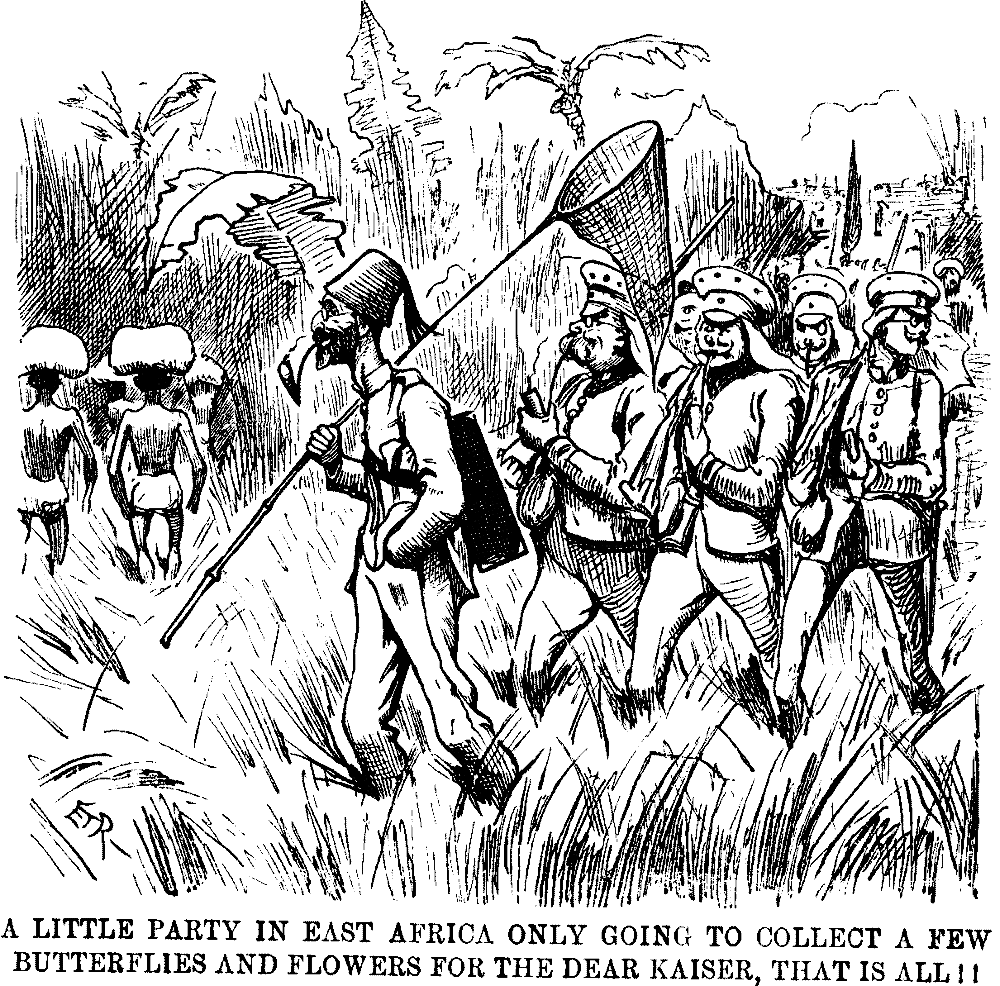 ETR
A LITTLE PARTY IN EAST AFRICA ONLY GOING TO COLLECT A FEW
BUTTERFLIES AND FLOWERS FOR THE DEAR KAISER, THAT IS ALL!!